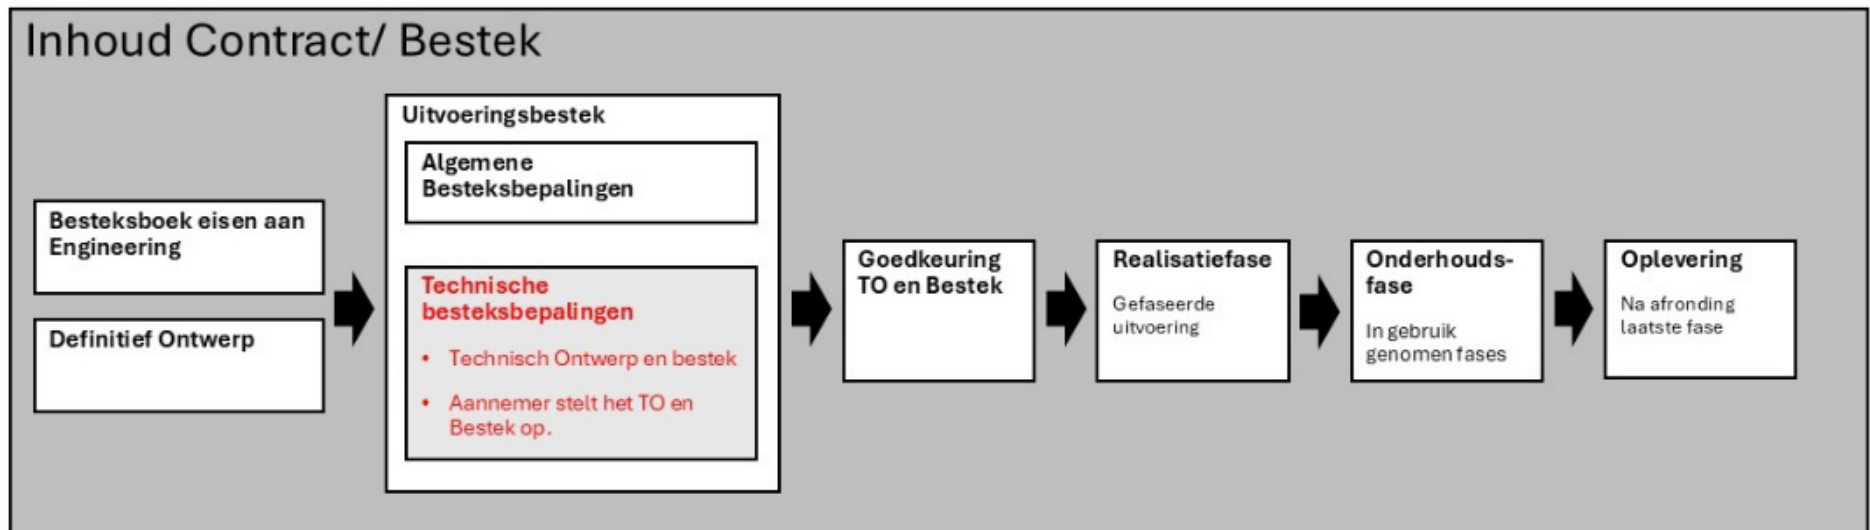 Inhoud Contract/ Bestek
Besteksboek eisen aan
Engineering
Definitief Ontwerp
Uitvoeringsbestek
Algemene
Besteksbepalingen
Technische
besteksbepalingen
• Technisch Ontwerp en bestek
• Aannemer stelt het TO en
Bestek op.
Goedkeuring
TO en Bestek
Realisatiefase
Gefaseerde
uitvoering
Onderhouds-
fase
In gebruik
genomen fases
Oplevering
Na afronding
laatste fase